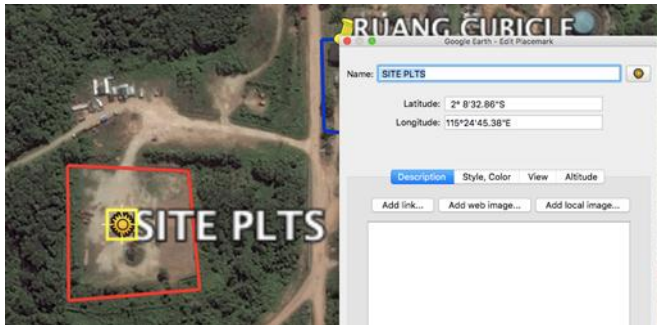 RUANG CUBICLE
Google Earth - Edit Placemark
Name: SITE PLTS
Latitude: 2° 8'32.86"S
Longitude: 115°24'45.38"E
Description Style, Color View Altitude
Add link... Add web image... Add local image...
SITE PLTS